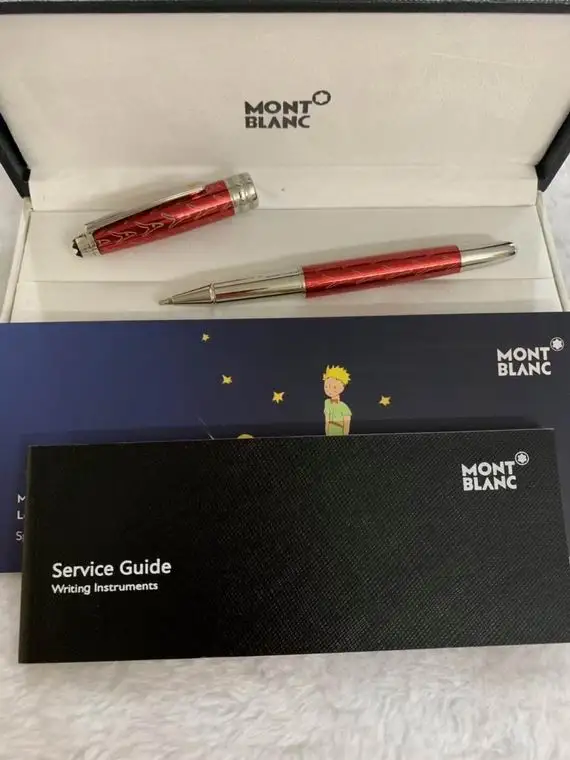 MONT
BLANC
MONT
BLANC
MONT
BLANC
Service Guide
Writing Instruments